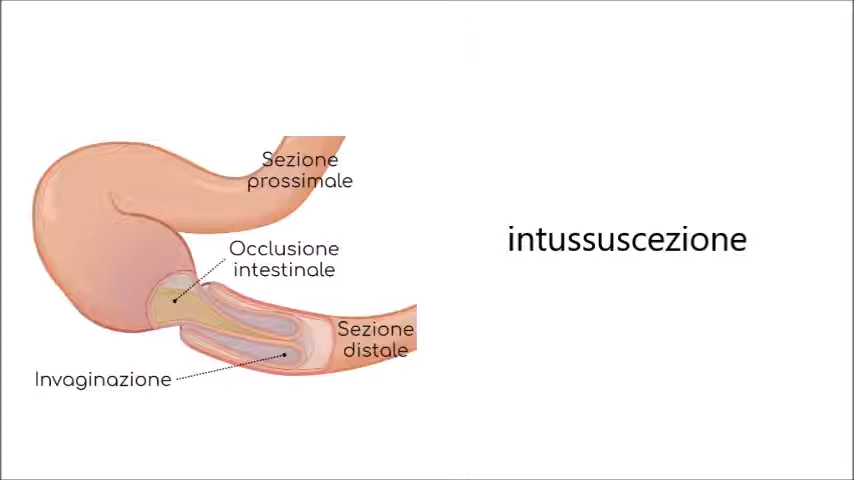 Sezione
prossimale
Occlusione
intestinale
intussuscezione
Sezione
distale
Invaginazione